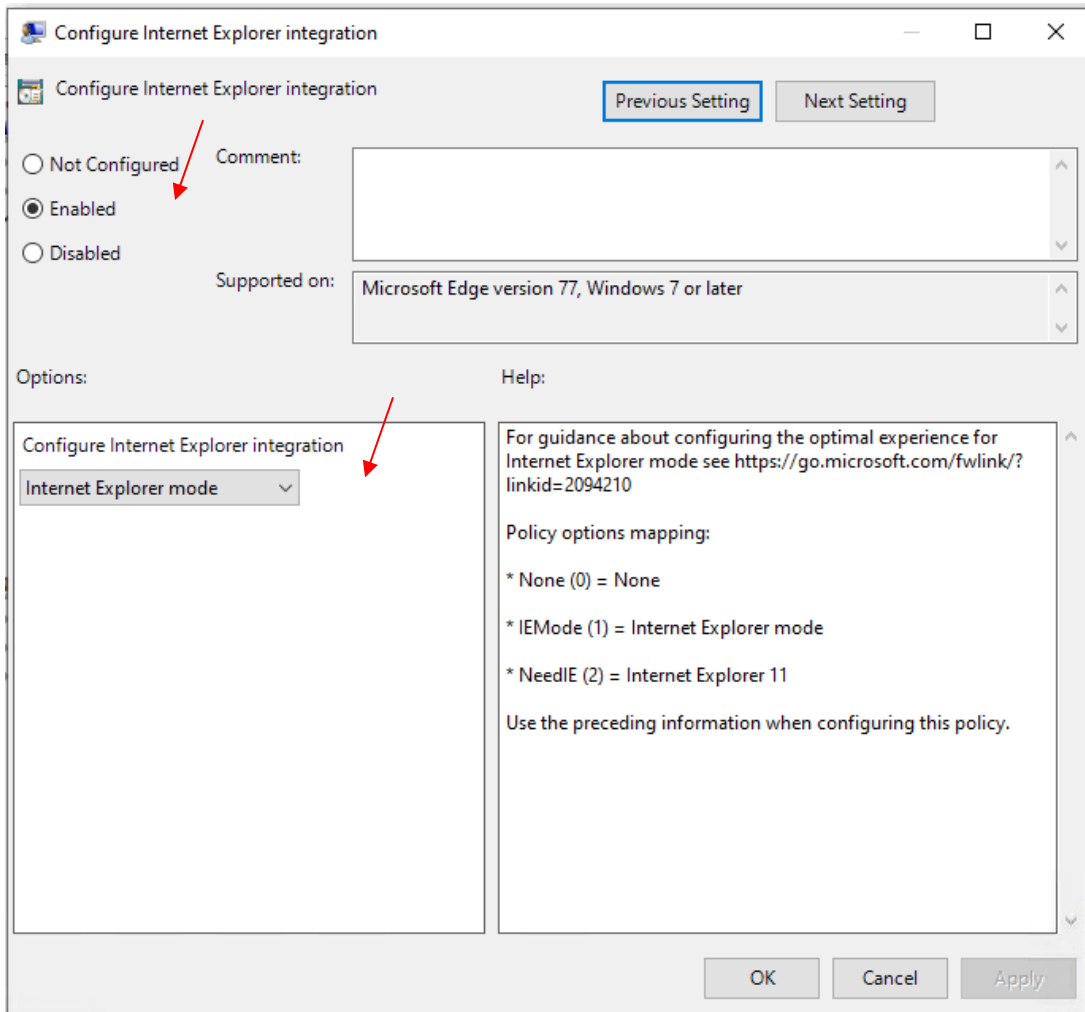 Configure Internet Explorer integration
Configure Internet Explorer integration
Previous Setting
Next Setting
Not Configured
Comment:
Enabled
Disabled
Supported on:
Microsoft Edge version 77, Windows 7 or later
Options:
Help:
Configure Internet Explorer integration
Internet Explorer mode
For guidance about configuring the optimal experience for
Internet Explorer mode see https://go.microsoft.com/fwlink/?
linkid=2094210
Policy options mapping:
* None (0) = None
* IEMode (1) = Internet Explorer mode
* NeedIE (2) = Internet Explorer 11
Use the preceding information when configuring this policy.
OK
Cancel
Apply